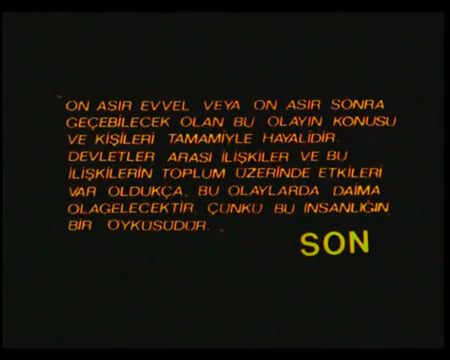 " ON ASIR EVVEL VEYA ON ASIR SONRA
GEÇEBİLECEK OLAN BU OLAYIN KONUSU
VE KİŞİLERİ TAMAMİYLE HAYALİDİR.
DEVLETLER ARASI İLİŞKİLER VE BU
İLİŞKİLERİN TOPLUM ÜZERİNDE ETKİLERİ
VAR OLDUKÇA, BU OLAYLARDA DAİMA
OLAGELECEKTİR, ÇÜNKÜ BU İNSANLIĞIN
BİR ÖYKÜSÜDÜR. "
SON